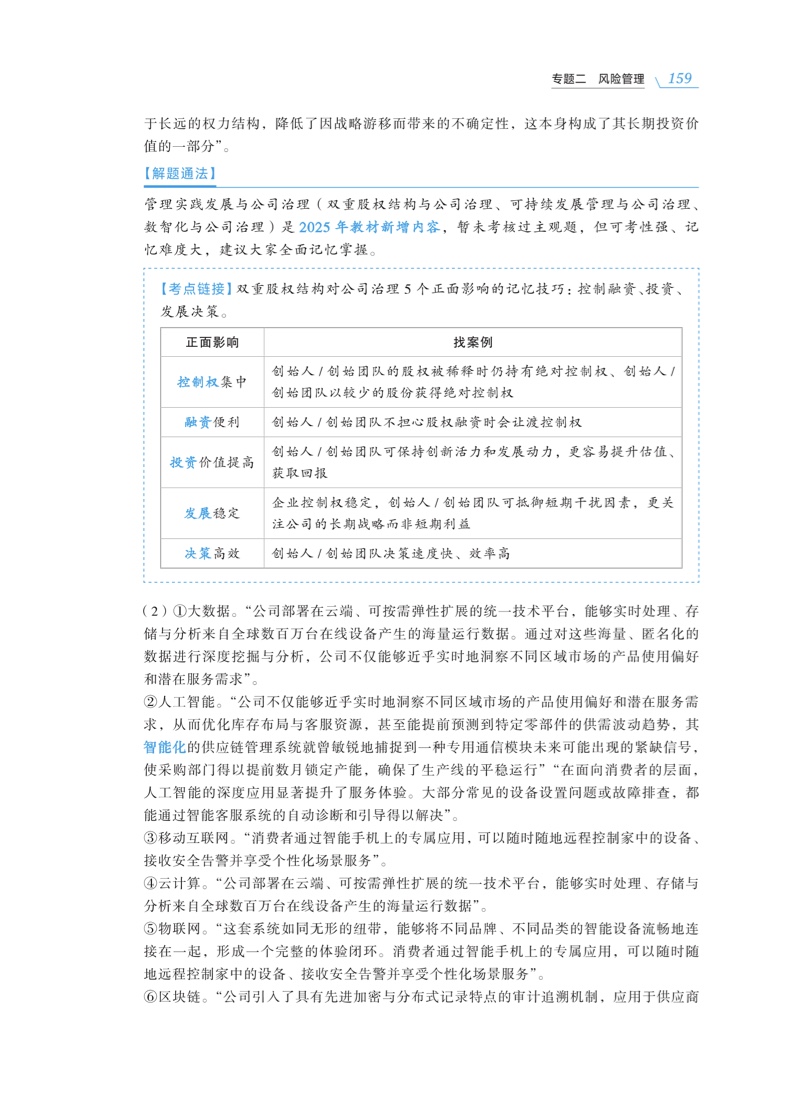 专题二　风险管理 159
于长远的权力结构，降低了因战略游移而带来的不确定性，这本身构成了其长期投资价
值的一部分”。
【解题通法】
管理实践发展与公司治理（双重股权结构与公司治理、可持续发展管理与公司治理、
数智化与公司治理）是 2025 年教材新增内容，暂未考核过主观题，但可考性强、记
忆难度大，建议大家全面记忆掌握。
【考点链接】双重股权结构对公司治理 5 个正面影响的记忆技巧：控制融资、投资、
发展决策。
正面影响 找案例
控制权集中 创始人 / 创始团队的股权被稀释时仍持有绝对控制权、创始人 /
创始团队以较少的股份获得绝对控制权
融资便利 创始人 / 创始团队不担心股权融资时会让渡控制权
投资价值提高 创始人 / 创始团队可保持创新活力和发展动力，更容易提升估值、
获取回报
发展稳定 企业控制权稳定，创始人 / 创始团队可抵御短期干扰因素，更关
注公司的长期战略而非短期利益
决策高效 创始人 / 创始团队决策速度快、效率高
（2）①大数据。“公司部署在云端、可按需弹性扩展的统一技术平台，能够实时处理、存
储与分析来自全球数百万台在线设备产生的海量运行数据。通过对这些海量、匿名化的
数据进行深度挖掘与分析，公司不仅能够近乎实时地洞察不同区域市场的产品使用偏好
和潜在服务需求”。
②人工智能。“公司不仅能够近乎实时地洞察不同区域市场的产品使用偏好和潜在服务需
求，从而优化库存布局与客服资源，甚至能提前预测到特定零部件的供需波动趋势，其
智能化的供应链管理系统就曾敏锐地捕捉到一种专用通信模块未来可能出现的紧缺信号，
使采购部门得以提前数月锁定产能，确保了生产线的平稳运行”“在面向消费者的层面，
人工智能的深度应用显著提升了服务体验。大部分常见的设备设置问题或故障排查，都
能通过智能客服系统的自动诊断和引导得以解决”。
③移动互联网。“消费者通过智能手机上的专属应用，可以随时随地远程控制家中的设备、
接收安全告警并享受个性化场景服务”。
④云计算。“公司部署在云端、可按需弹性扩展的统一技术平台，能够实时处理、存储与
分析来自全球数百万台在线设备产生的海量运行数据”。
⑤物联网。“这套系统如同无形的纽带，能够将不同品牌、不同品类的智能设备流畅地连
接在一起，形成一个完整的体验闭环。消费者通过智能手机上的专属应用，可以随时随
地远程控制家中的设备、接收安全告警并享受个性化场景服务”。
⑥区块链。“公司引入了具有先进加密与分布式记录特点的审计追溯机制，应用于供应商